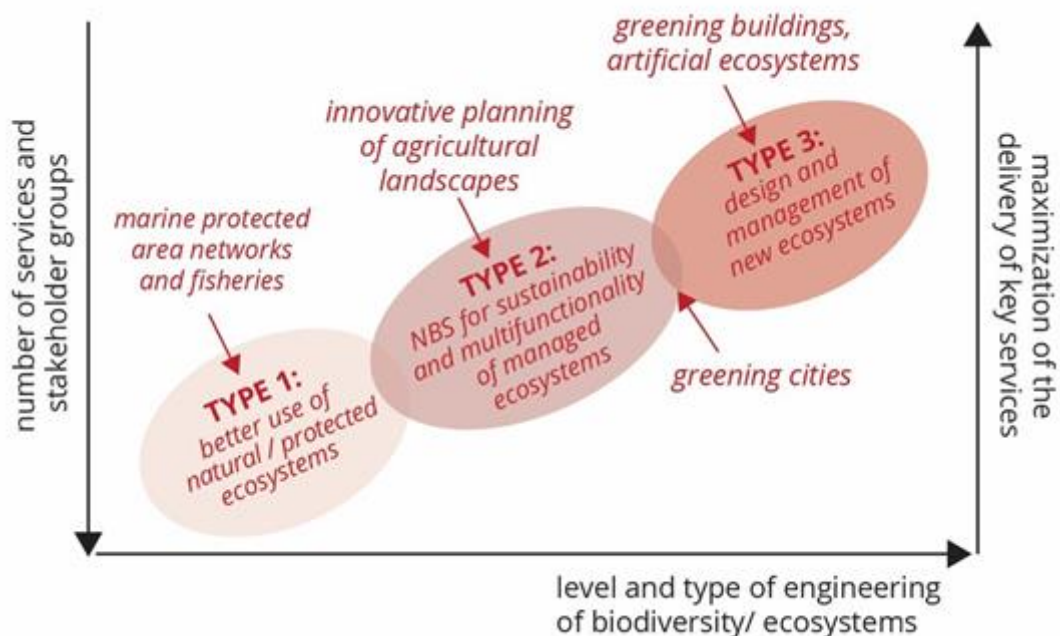 number of services and
stakeholder groups
marine protected
area networks
and fisheries
TYPE 1:
better use of
natural / protected
ecosystems
innovative planning
of agricultural
landscapes
TYPE 2:
NBS for sustainability
and multifunctionality
of managed
ecosystems
greening buildings,
artificial ecosystems
TYPE 3:
design and
management of
new ecosystems
greening cities
maximization of the
delivery of key services
level and type of engineering
of biodiversity/ ecosystems